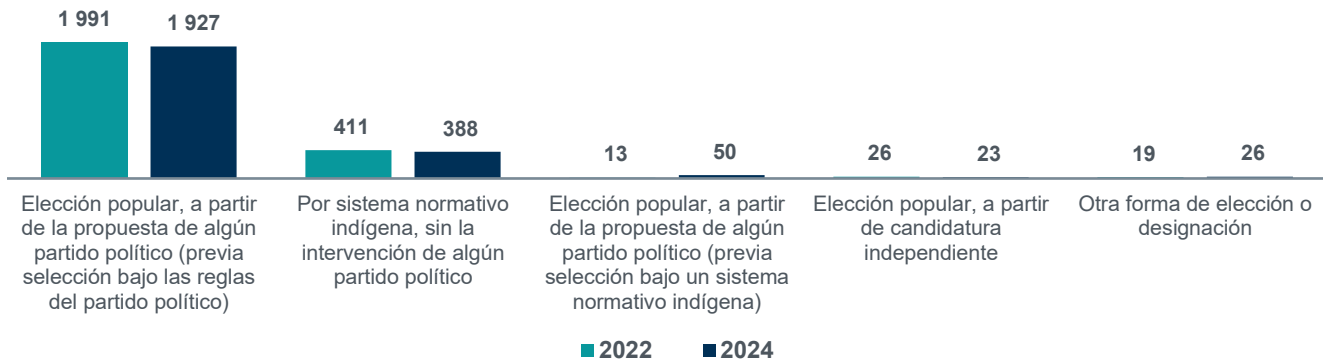 1 991
1 927
411
388
13
50
26
23
19
26
Elección popular, a partir
de la propuesta de algún
partido político (previa
selección bajo las reglas
del partido político)
Por sistema normativo
indígena, sin la
intervención de algún
partido político
Elección popular, a partir
de la propuesta de algún
partido político (previa
selección bajo un sistema
normativo indígena)
Elección popular, a partir
de candidatura
independiente
Otra forma de elección o
designación
2022 2024